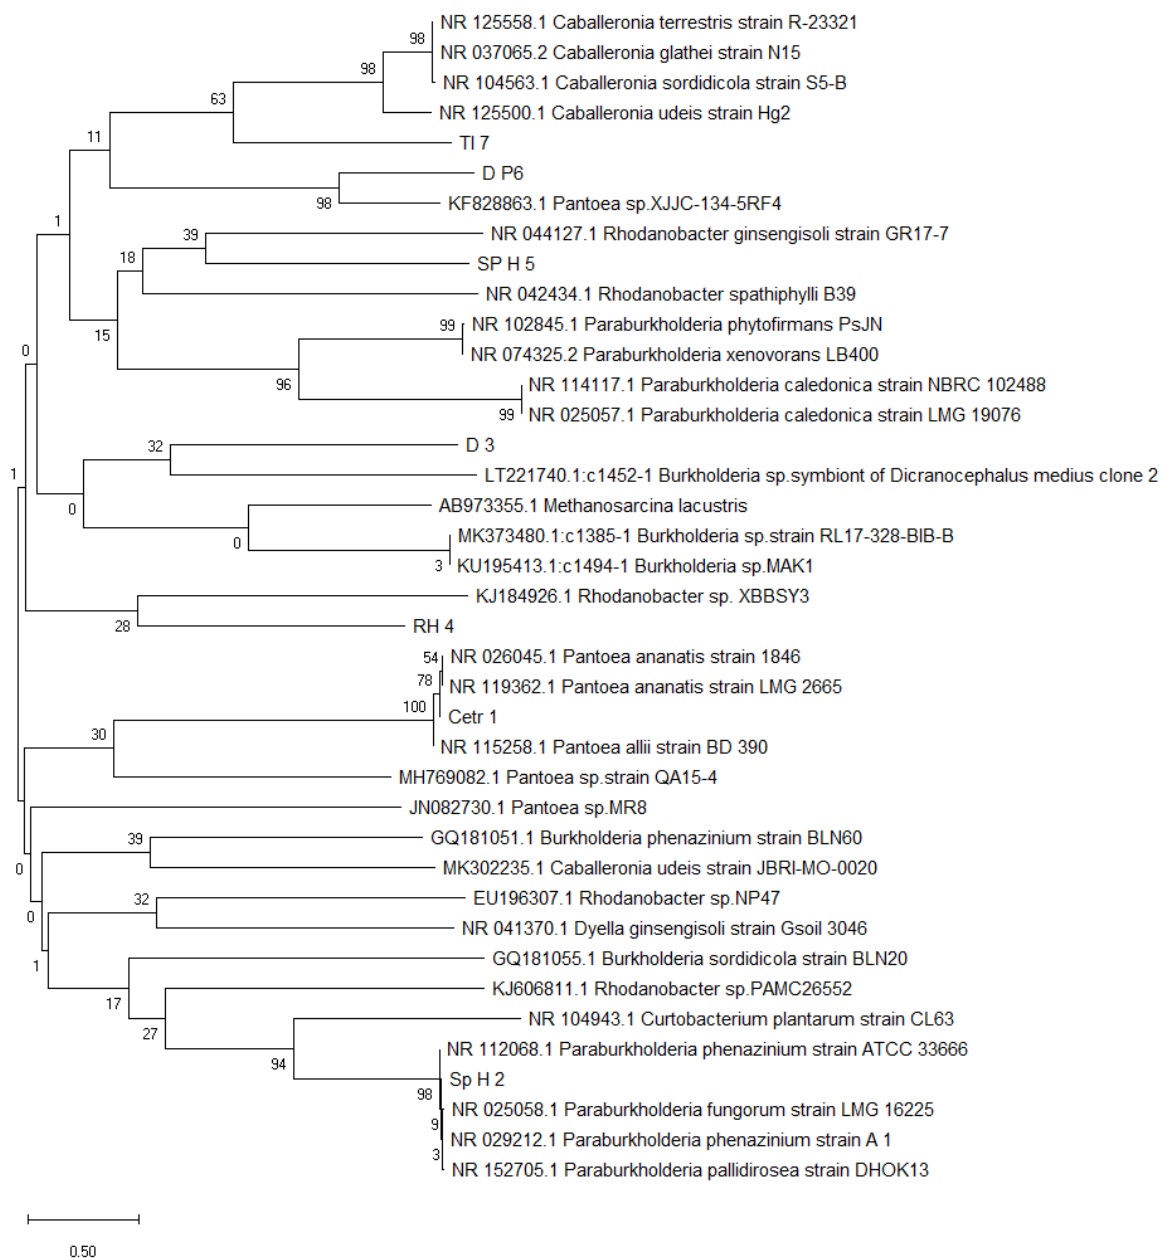 NR 125558.1 Caballeronia terrestris strain R-23321
98
NR 037065.2 Caballeronia glathei strain N15
98
NR 104563.1 Caballeronia sordidicola strain S5-B
63
NR 125500.1 Caballeronia udeis strain Hg2
11
TI 7
D P6
98
KF828863.1 Pantoea sp.XJJC-134-5RF4
1
39
NR 044127.1 Rhodanobacter ginsengisoli strain GR17-7
18
SP H 5
NR 042434.1 Rhodanobacter spathiphylli B39
15
99
NR 102845.1 Paraburkholderia phytofirmans PsJN
0
NR 074325.2 Paraburkholderia xenovorans LB400
96
NR 114117.1 Paraburkholderia caledonica strain NBRC 102488
99
NR 025057.1 Paraburkholderia caledonica strain LMG 19076
32
D 3
1
LT221740.1:c1452-1 Burkholderia sp.symbiont of Dicranocephalus medius clone 2
0
AB973355.1 Methanosarcina lacustris
0
MK373480.1:c1385-1 Burkholderia sp.strain RL17-328-BIB-B
3
KU195413.1:c1494-1 Burkholderia sp.MAK1
KJ184926.1 Rhodanobacter sp. XBBSY3
28
RH 4
54
NR 026045.1 Pantoea ananatis strain 1846
78
NR 119362.1 Pantoea ananatis strain LMG 2665
100
Cetr 1
30
NR 115258.1 Pantoea allii strain BD 390
MH769082.1 Pantoea sp.strain QA15-4
JN082730.1 Pantoea sp.MR8
39
GQ181051.1 Burkholderia phenazinium strain BLN60
0
MK302235.1 Caballeronia udeis strain JBRI-MO-0020
32
EU196307.1 Rhodanobacter sp.NP47
0
NR 041370.1 Dyella ginsengisoli strain Gsoil 3046
1
GQ181055.1 Burkholderia sordidicola strain BLN20
17
KJ606811.1 Rhodanobacter sp.PAMC26552
27
NR 104943.1 Curtobacterium plantarum strain CL63
94
NR 112068.1 Paraburkholderia phenazinium strain ATCC 33666
Sp H 2
98
NR 025058.1 Paraburkholderia fungorum strain LMG 16225
9
NR 029212.1 Paraburkholderia phenazinium strain A 1
3
NR 152705.1 Paraburkholderia pallidirosea strain DHOK13
0.50